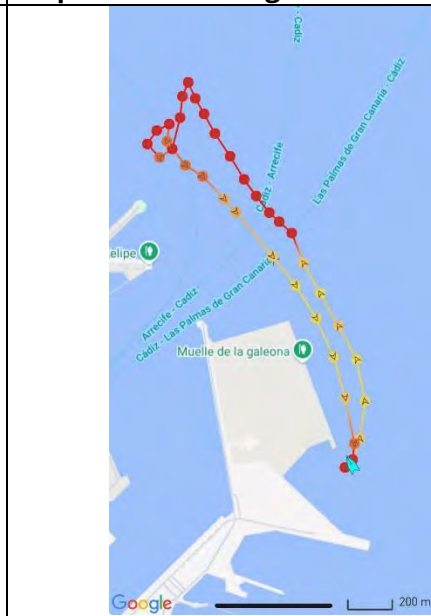 Cádiz - Arrecife
Las Palmas de Gran Canaria - Cádiz
elipe
Arrecife - Cádiz
Cádiz - Las Palmas de Gran Canaria
Muelle de la galeona
Google
200 m